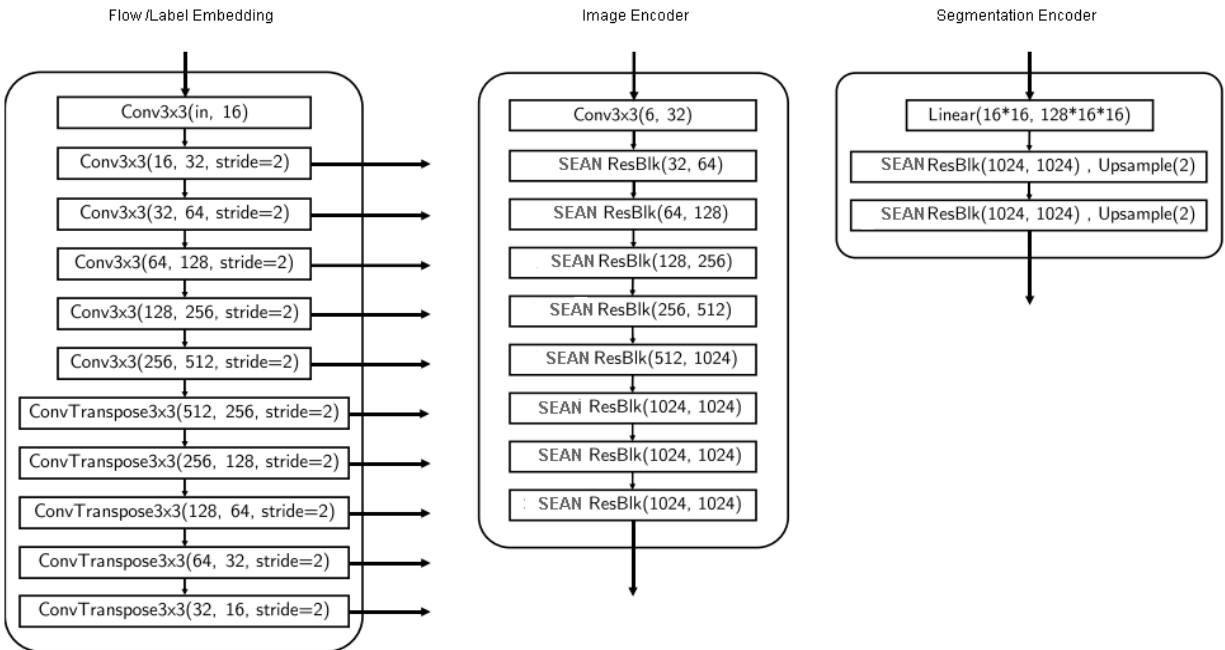 Flow /Label Embedding
Conv3x3(in, 16)
Conv3x3(16, 32, stride=2)
Conv3x3(32, 64, stride=2)
Conv3x3(64, 128, stride=2)
Conv3x3(128, 256, stride=2)
Conv3x3(256, 512, stride=2)
ConvTranspose3x3(512, 256, stride=2)
ConvTranspose3x3(256, 128, stride=2)
ConvTranspose3x3(128, 64, stride=2)
ConvTranspose3x3(64, 32, stride=2)
ConvTranspose3x3(32, 16, stride=2)
Image Encoder
Conv3x3(6, 32)
SEAN ResBlk(32, 64)
SEAN ResBlk(64, 128)
SEAN ResBlk(128, 256)
SEAN ResBlk(256, 512)
SEAN ResBlk(512, 1024)
SEAN ResBlk(1024, 1024)
SEAN ResBlk(1024, 1024)
SEAN ResBlk(1024, 1024)
Segmentation Encoder
Linear(16*16, 128*16*16)
SEAN ResBlk(1024, 1024) , Upsample(2)
SEAN ResBlk(1024, 1024) , Upsample(2)